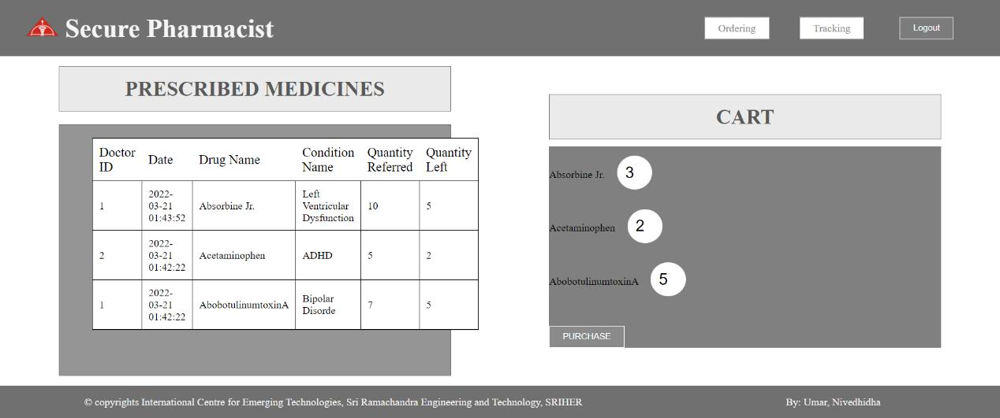 Secure Pharmacist
Ordering
Tracking
Logout
PRESCRIBED MEDICINES
Doctor ID Date Drug Name Condition Name Quantity Referred Quantity Left
1 2022-03-21 01:43:52 Absorbine Jr. Left Ventricular Dysfunction 10 5
2 2022-03-21 01:42:22 Acetaminophen ADHD 5 2
1 2022-03-21 01:42:22 AbobotulinumtoxinA Bipolar Disorde 7 5
CART
Absorbine Jr. 3
Acetaminophen 2
AbobotulinumtoxinA 5
PURCHASE
© copyrights International Centre for Emerging Technologies, Sri Ramachandra Engineering and Technology, SRIHER
By: Umar, Nivedhidha